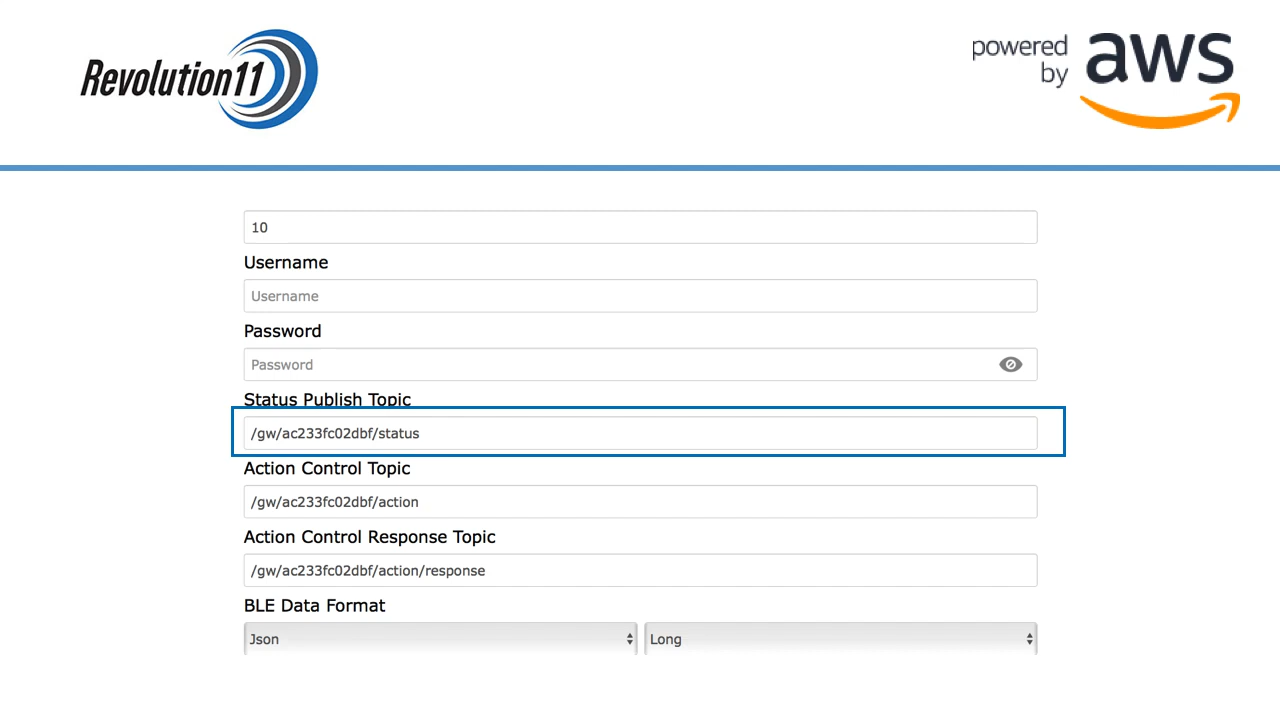 Revolution11
powered
by
aws
10
Username
Username
Password
Password
Status Publish Topic
/gw/ac233fc02dbf/status
Action Control Topic
/gw/ac233fc02dbf/action
Action Control Response Topic
/gw/ac233fc02dbf/action/response
BLE Data Format
Json Long